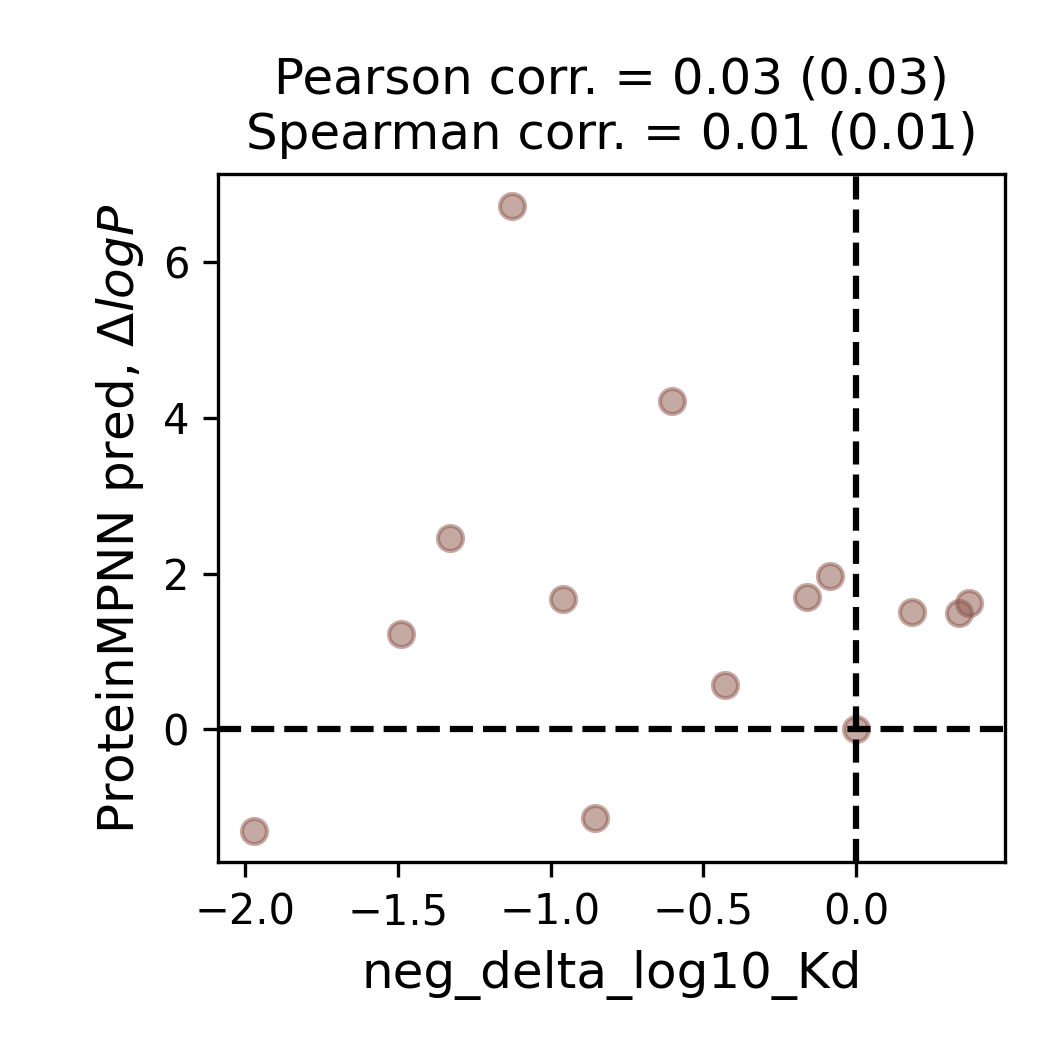 Pearson corr. = 0.03 (0.03)
Spearman corr. = 0.01 (0.01)
ProteinMPNN pred, ΔlogP
6
4
2
0
−2.0 −1.5 −1.0 −0.5 0.0
neg_delta_log10_Kd